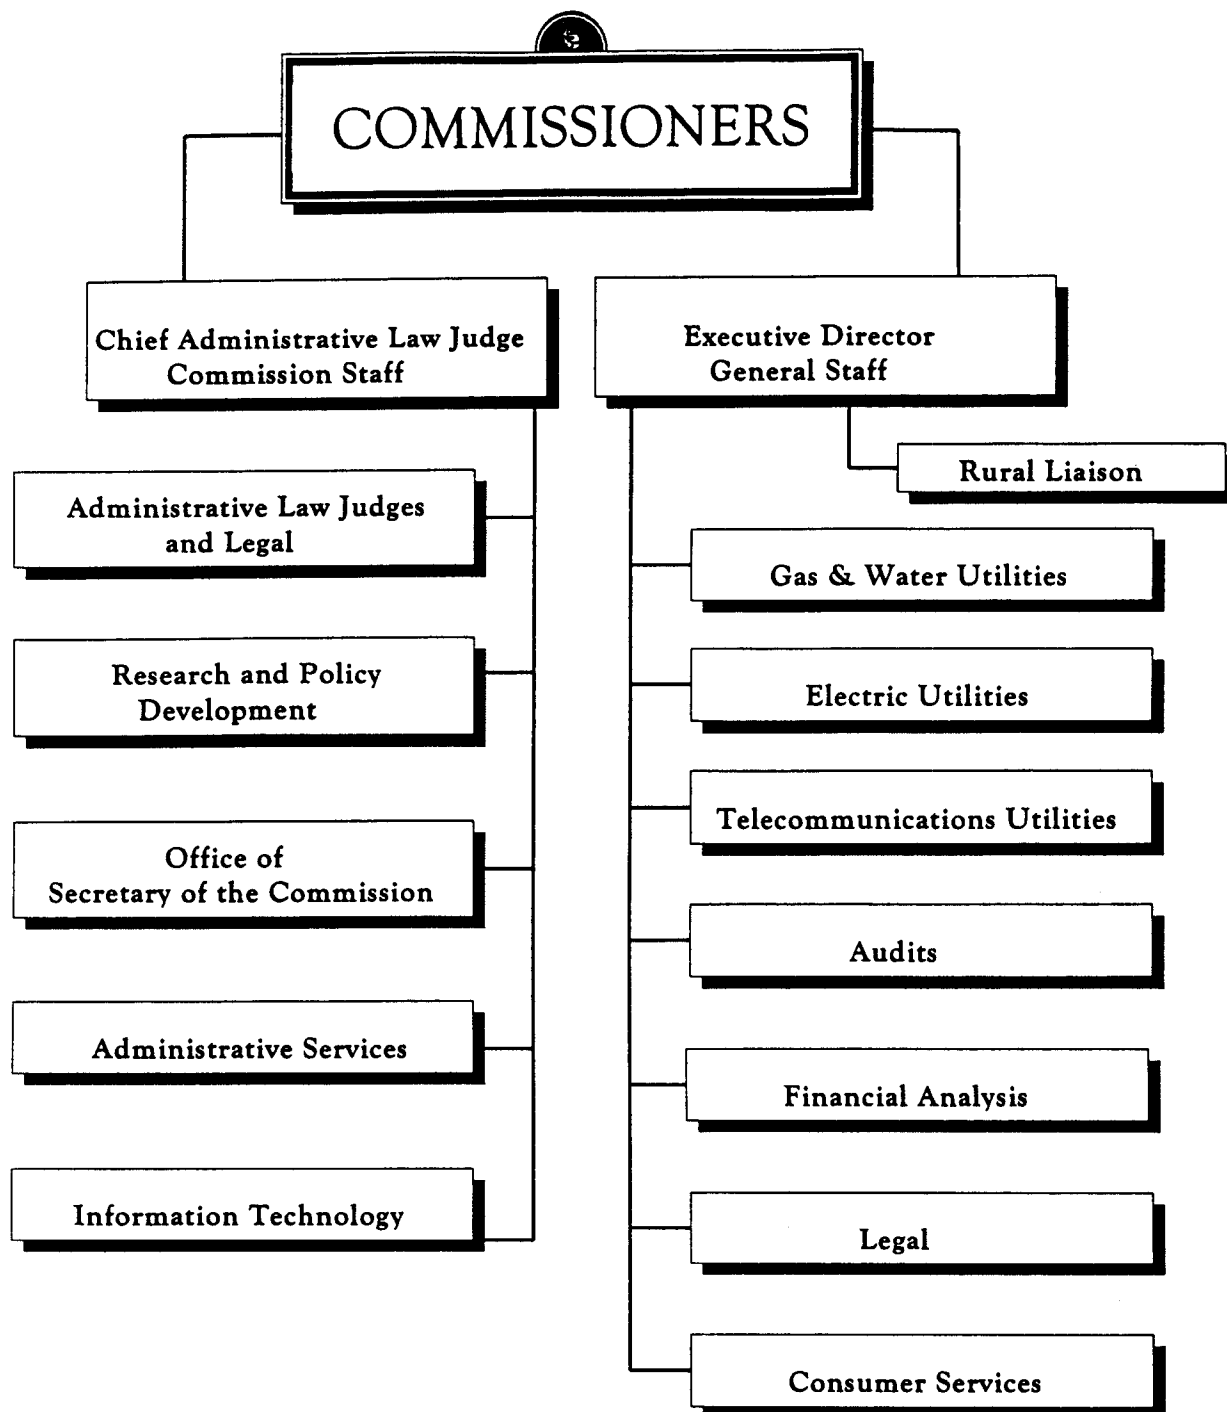 COMMISSIONERS
Chief Administrative Law Judge
Commission Staff
Administrative Law Judges
and Legal
Research and Policy
Development
Office of
Secretary of the Commission
Administrative Services
Information Technology
Executive Director
General Staff
Rural Liaison
Gas & Water Utilities
Electric Utilities
Telecommunications Utilities
Audits
Financial Analysis
Legal
Consumer Services